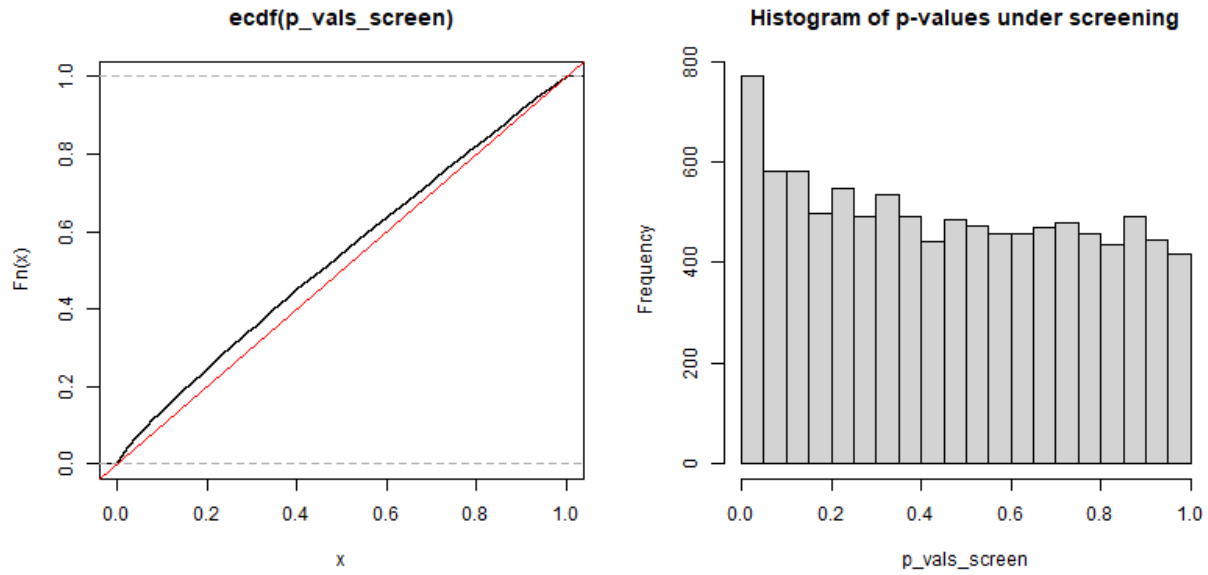 ecdf(p_vals_screen)
Fn(x)
1.0
0.8
0.6
0.4
0.2
0.0
0.0 0.2 0.4 0.6 0.8 1.0
x
Histogram of p-values under screening
Frequency
800
600
400
200
0
0.0 0.2 0.4 0.6 0.8 1.0
p_vals_screen